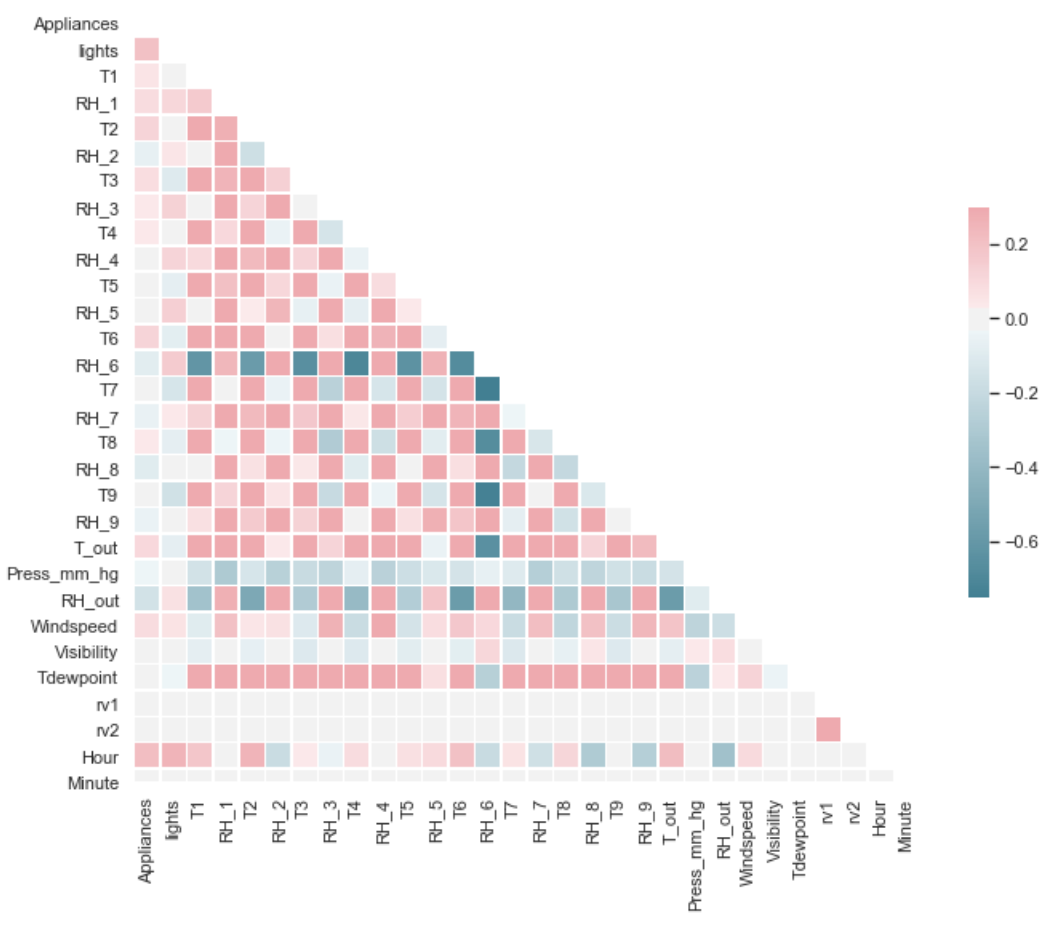 Appliances
lights
T1
RH_1
T2
RH_2
T3
RH_3
T4
RH_4
T5
RH_5
T6
RH_6
T7
RH_7
T8
RH_8
T9
RH_9
T_out
Press_mm_hg
RH_out
Windspeed
Visibility
Tdewpoint
rv1
rv2
Hour
Minute
Appliances
lights
T1
RH_1
T2
RH_2
T3
RH_3
T4
RH_4
T5
RH_5
T6
RH_6
T7
RH_7
T8
RH_8
T9
RH_9
T_out
Press_mm_hg
RH_out
Windspeed
Visibility
Tdewpoint
rv1
rv2
Hour
Minute
0.2
0.0
−0.2
−0.4
−0.6